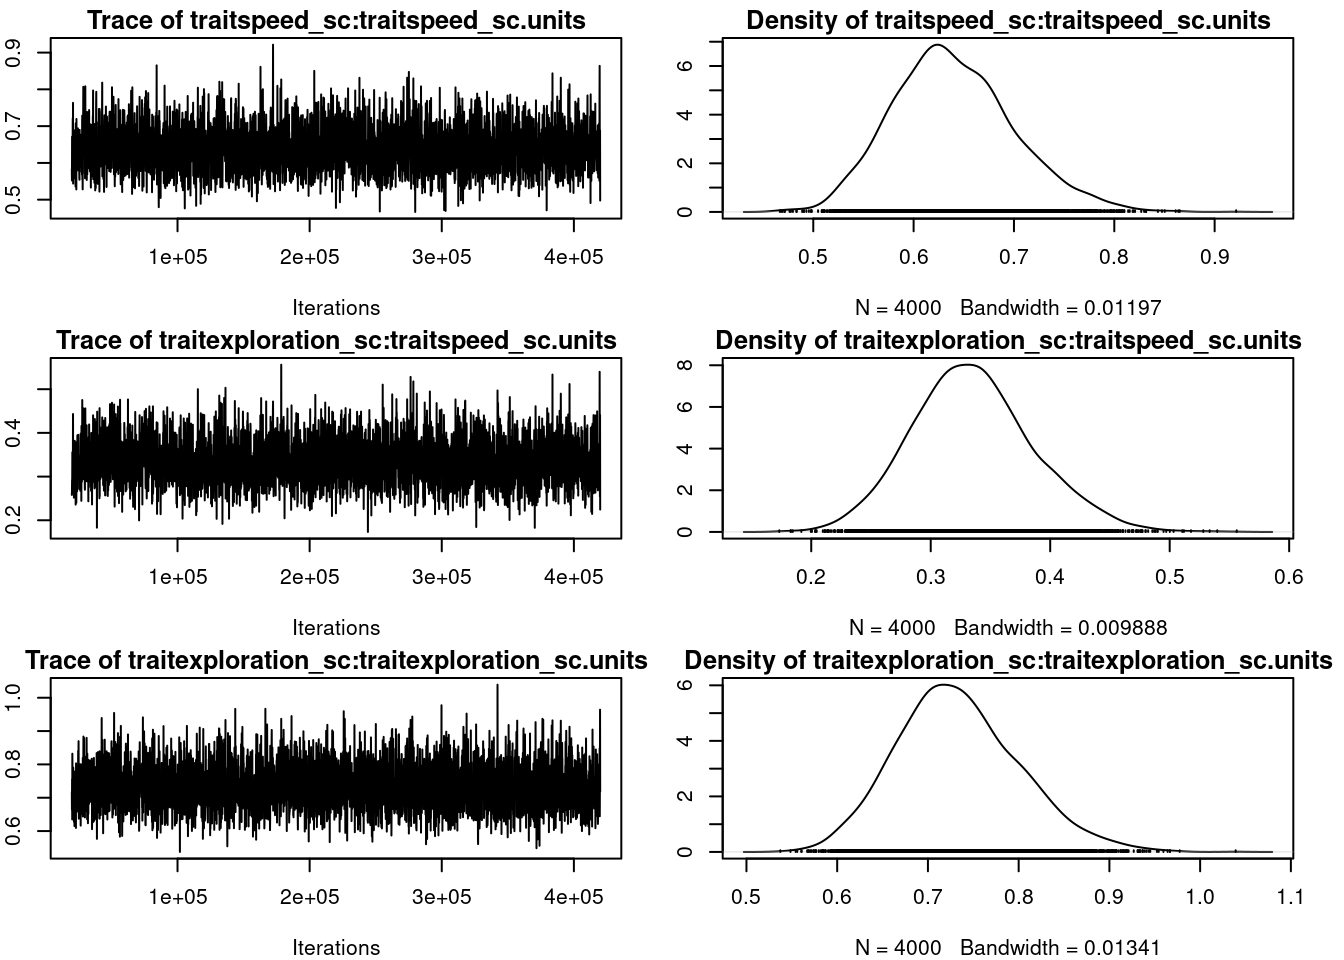 Trace of traitspeed_sc:traitspeed_sc.units
0.5 0.7 0.9
1e+05 2e+05 3e+05 4e+05
Iterations
Density of traitspeed_sc:traitspeed_sc.units
0 2 4 6
0.5 0.6 0.7 0.8 0.9
N = 4000 Bandwidth = 0.01197
Trace of traitexploration_sc:traitspeed_sc.units
0.2 0.4
1e+05 2e+05 3e+05 4e+05
Iterations
Density of traitexploration_sc:traitspeed_sc.units
0 2 4 6 8
0.2 0.3 0.4 0.5 0.6
N = 4000 Bandwidth = 0.009888
Trace of traitexploration_sc:traitexploration_sc.units
0.6 0.8 1.0
1e+05 2e+05 3e+05 4e+05
Iterations
Density of traitexploration_sc:traitexploration_sc.units
0 2 4 6
0.5 0.6 0.7 0.8 0.9 1.0 1.1
N = 4000 Bandwidth = 0.01341